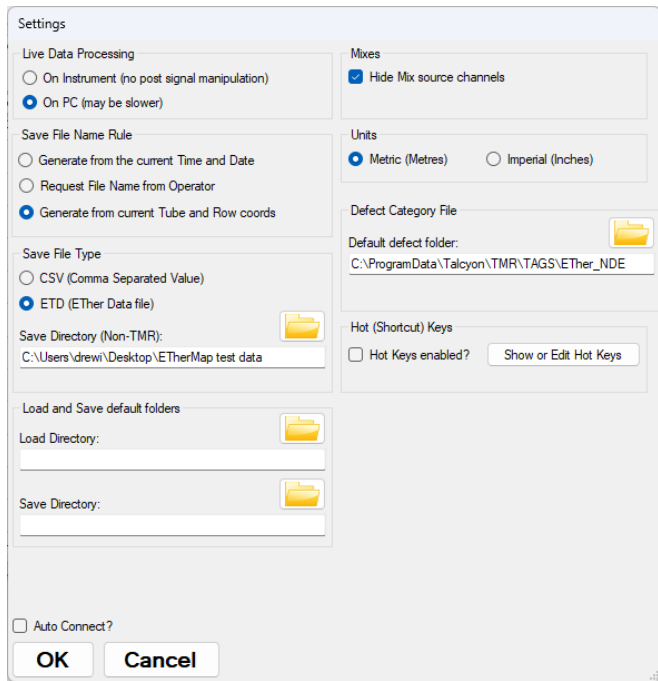 Settings
Live Data Processing
On Instrument (no post signal manipulation)
On PC (may be slower)
Save File Name Rule
Generate from the current Time and Date
Request File Name from Operator
Generate from current Tube and Row coords
Save File Type
CSV (Comma Separated Value)
ETD (ETher Data file)
Save Directory (Non-TMR):
C:\Users\drewi\Desktop\ETherMap test data
Load and Save default folders
Load Directory:
Save Directory:
Mixes
Hide Mix source channels
Units
Metric (Metres)
Imperial (Inches)
Defect Category File
Default defect folder:
C:\ProgramData\Talcyon\TMR\TAGS\ETher_NDE
Hot (Shortcut) Keys
Hot Keys enabled?
Show or Edit Hot Keys
Auto Connect?
OK
Cancel